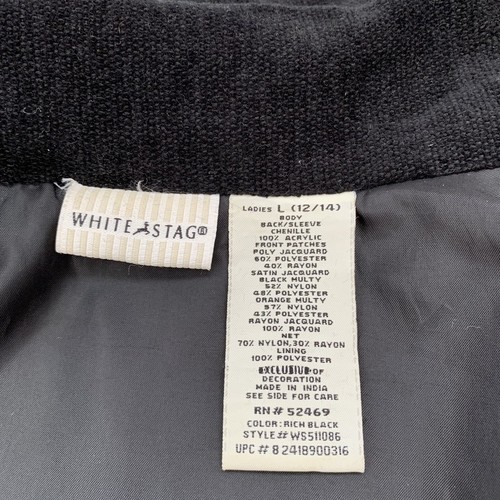 WHITE STAG®
LADIES L (12/14)
BODY
BACK/SLEEVE
CHENILLE
100% ACRYLIC
FRONT PATCHES
POLY JACQUARD
60% POLYESTER
40% RAYON
SATIN JACQUARD
BLACK MULTY
52% NYLON
48% POLYESTER
ORANGE MULTY
57% NYLON
43% POLYESTER
RAYON JACQUARD
100% RAYON
NET
70% NYLON,30% RAYON
LINING
100% POLYESTER
EXCLUSIVE OF
DECORATION
MADE IN INDIA
SEE SIDE FOR CARE
RN# 52469
COLOR: RICH BLACK
STYLE# WS511086
UPC # 8 2418900316